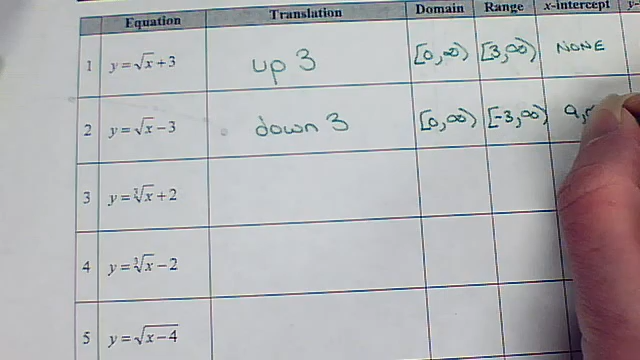 Equation Translation Domain Range x-intercept y-
1 y = √x + 3 up 3 [0, ∞) [3, ∞) NONE
2 y = √x − 3 down 3 [0, ∞) [-3, ∞) 9,
3 y = ∛x + 2
4 y = ∛x − 2
5 y = √(x−4)